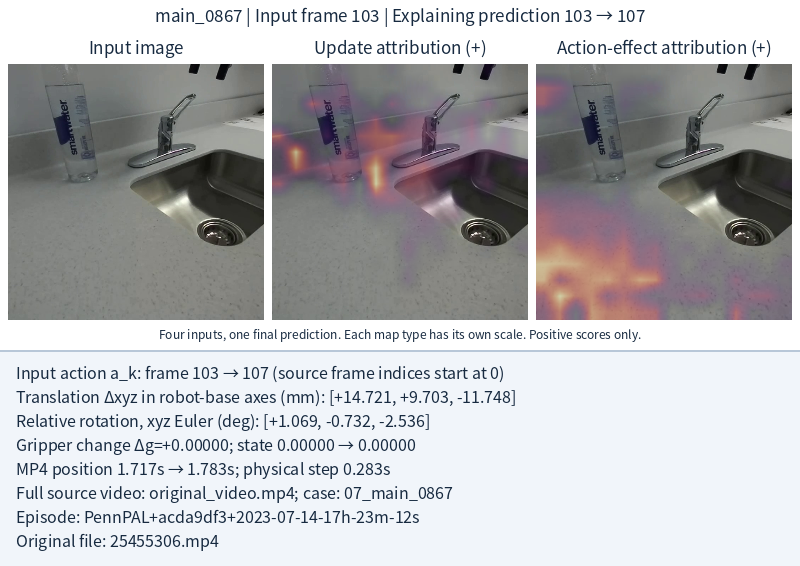 main_0867 | Input frame 103 | Explaining prediction 103 → 107
Input image
Update attribution (+)
Action-effect attribution (+)
smartwater
smartwater
smartwater
Four inputs, one final prediction. Each map type has its own scale. Positive scores only.
Input action a_k: frame 103 → 107 (source frame indices start at 0)
Translation Δxyz in robot-base axes (mm): [+14.721, +9.703, -11.748]
Relative rotation, xyz Euler (deg): [+1.069, -0.732, -2.536]
Gripper change Δg=+0.00000; state 0.00000 → 0.00000
MP4 position 1.717s → 1.783s; physical step 0.283s
Full source video: original_video.mp4; case: 07_main_0867
Episode: PennPAL+acda9df3+2023-07-14-17h-23m-12s
Original file: 25455306.mp4